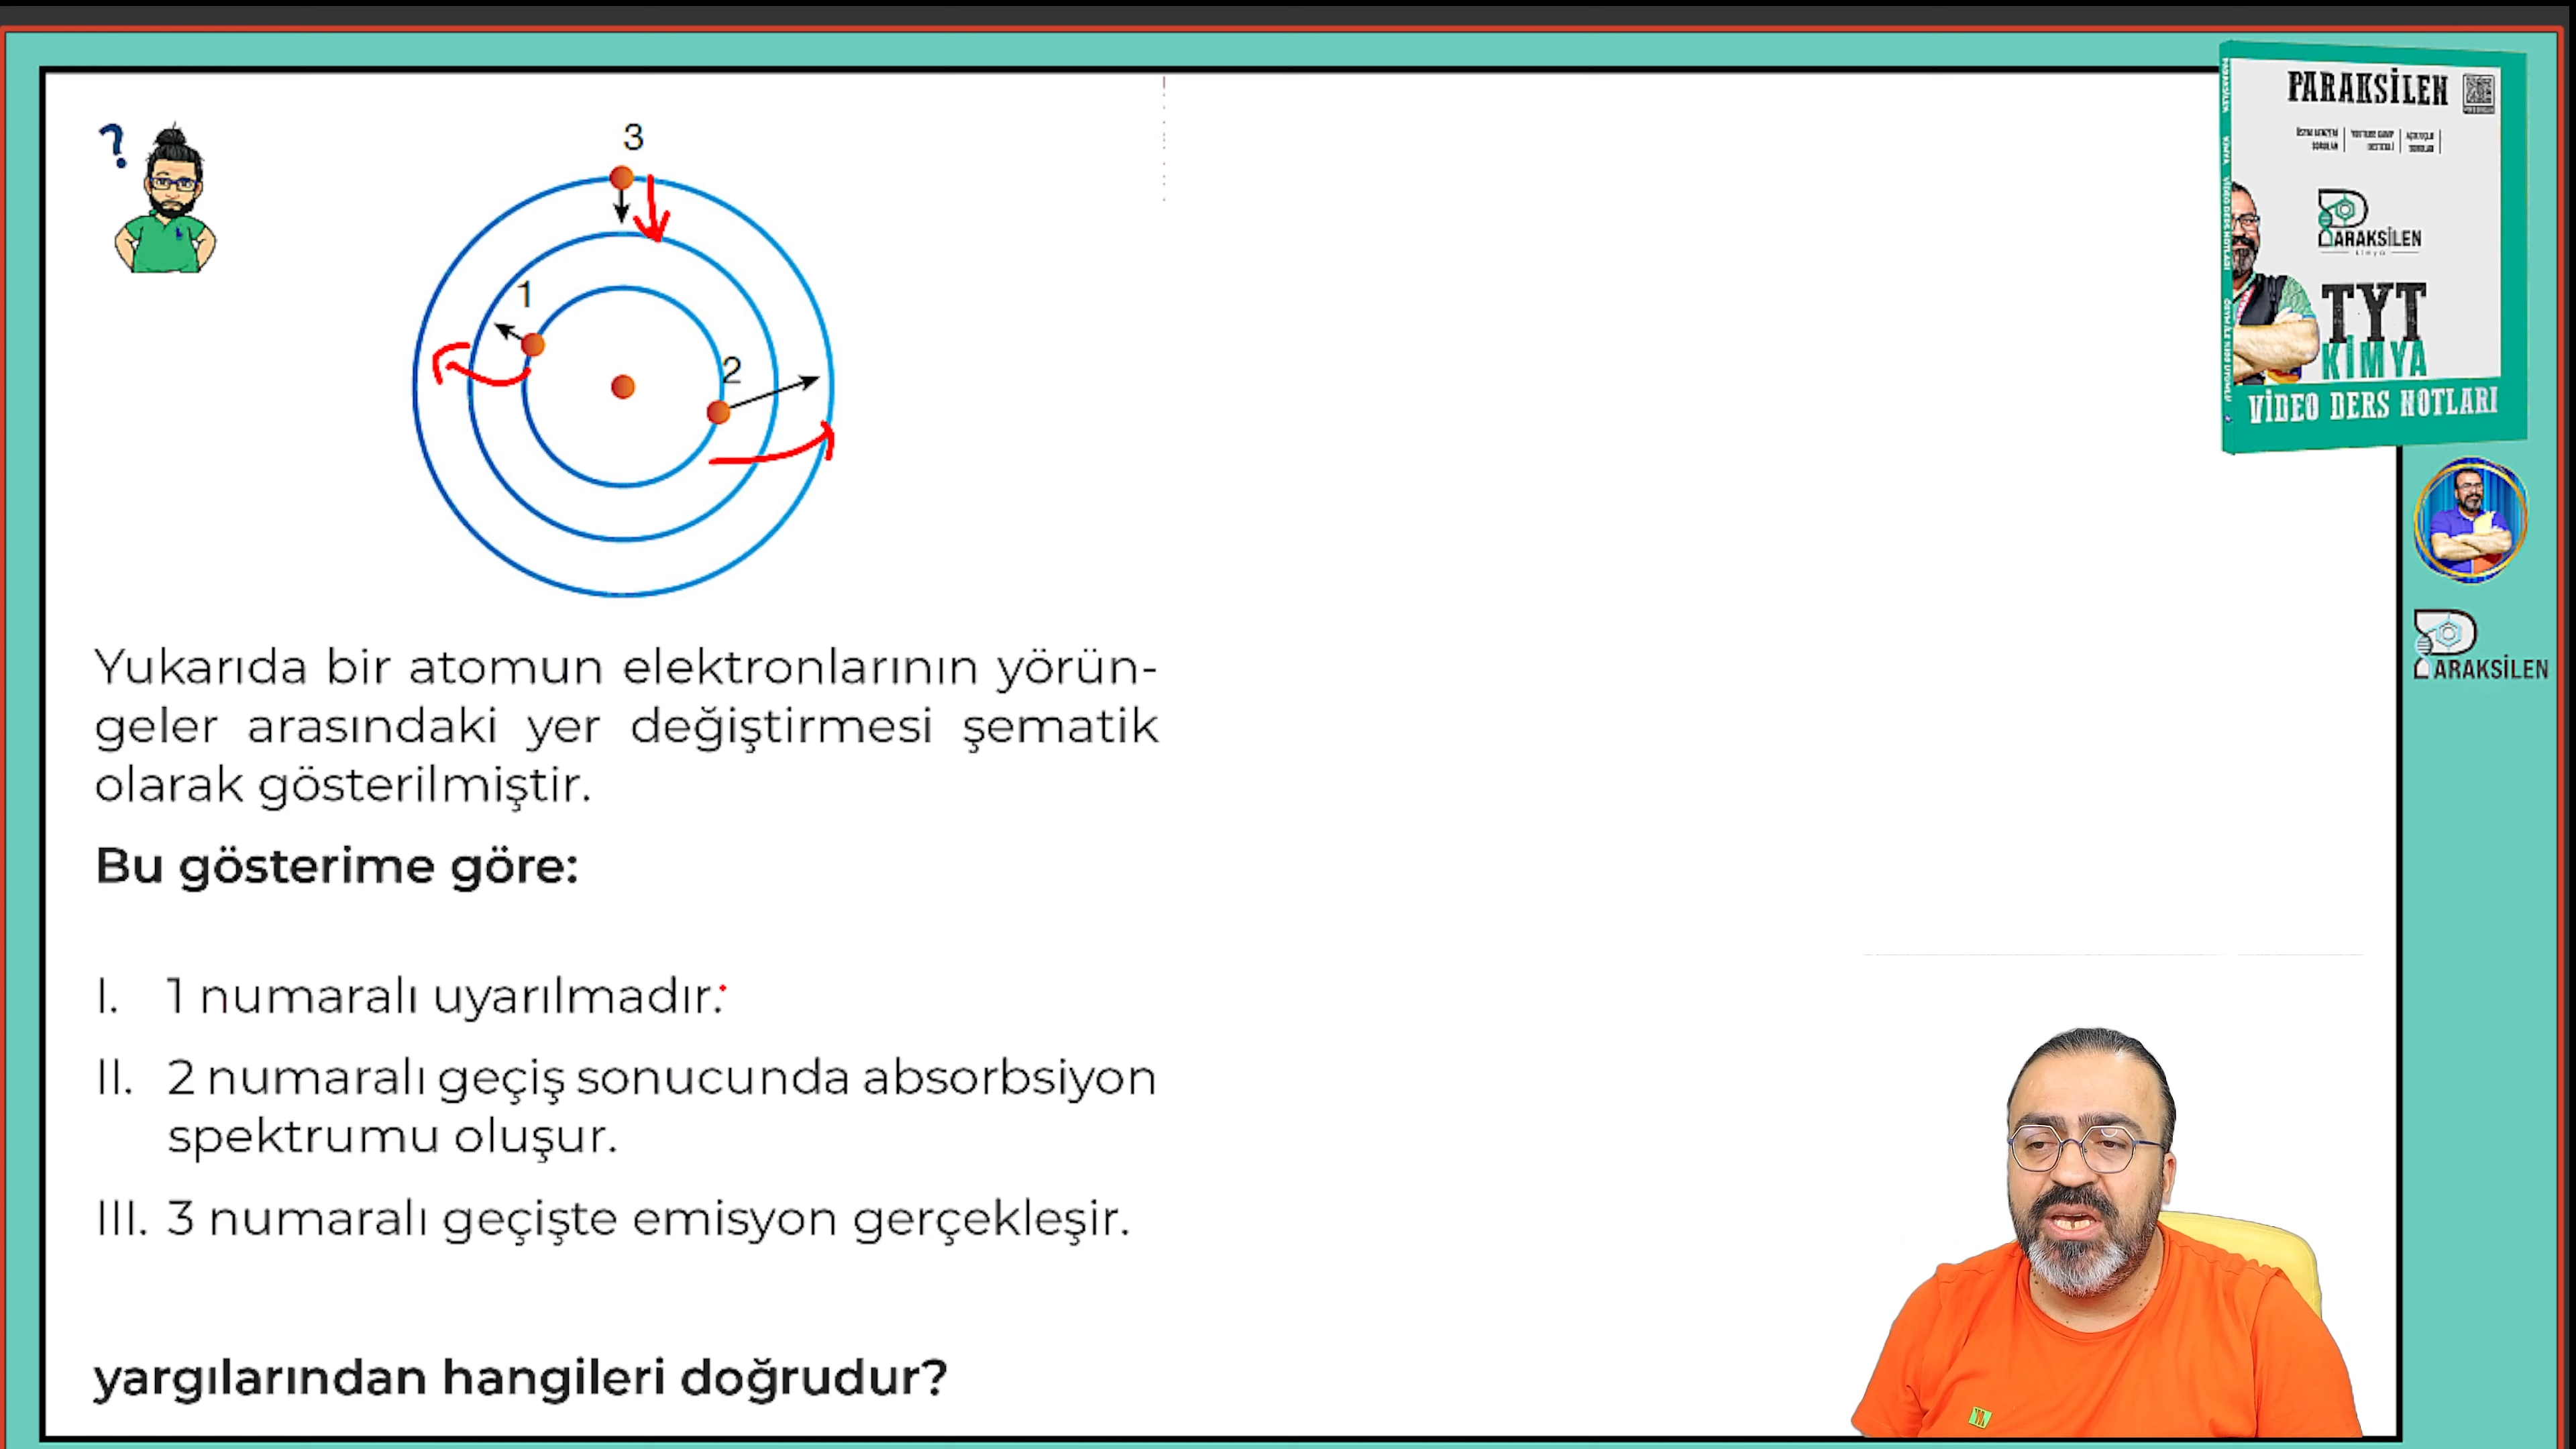 ?
3
1
2
Yukarıda bir atomun elektronlarının yörün-
geler arasındaki yer değiştirmesi şematik
olarak gösterilmiştir.
Bu gösterime göre:
I. 1 numaralı uyarılmadır.
II. 2 numaralı geçiş sonucunda absorbsiyon
spektrumu oluşur.
III. 3 numaralı geçişte emisyon gerçekleşir.
yargılarından hangileri doğrudur?
PARAKSİLEN
PARAKSİLEN
kimya
TYT
KİMYA
VİDEO DERS NOTLARI
PARAKSİLEN